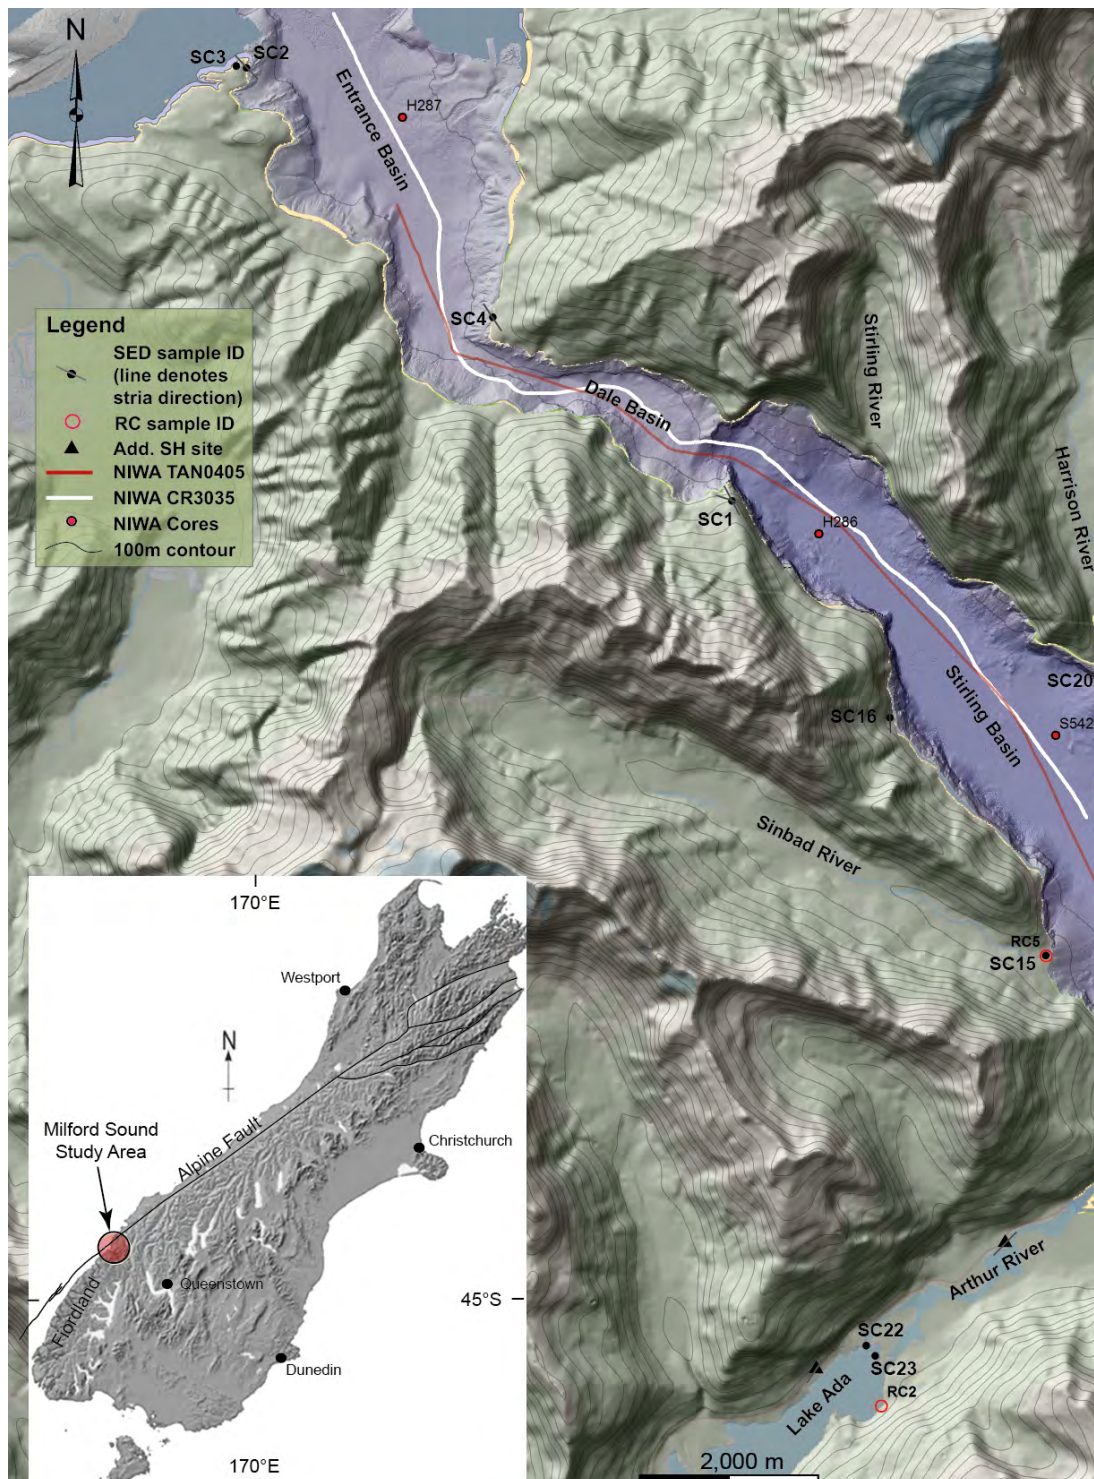 N
SC3
SC2
H287
Entrance Basin
SC4
Dale Basin
Stirling River
Harrison River
SC1
H286
Legend
SED sample ID
(line denotes
stria direction)
RC sample ID
Add. SH site
NIWA TAN0405
NIWA CR3035
NIWA Cores
100m contour
SC20
SC16
S542
Stirling Basin
Sinbad River
RC5
SC15
170°E
Westport
N
Milford Sound
Study Area
Alpine Fault
Christchurch
Queenstown
45°S
Fiordland
Dunedin
170°E
Arthur River
SC22
SC23
RC2
Lake Ada
2,000 m